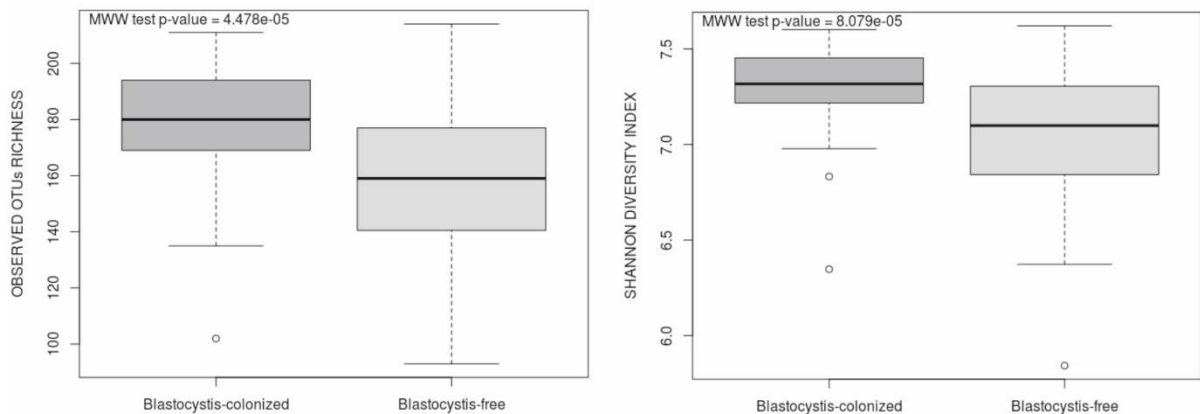 MWW test p-value = 4.478e-05
OBSERVED OTUs RICHNESS
200
180
160
140
120
100
Blastocystis-colonized
Blastocystis-free
MWW test p-value = 8.079e-05
SHANNON DIVERSITY INDEX
7.5
7.0
6.5
6.0
Blastocystis-colonized
Blastocystis-free